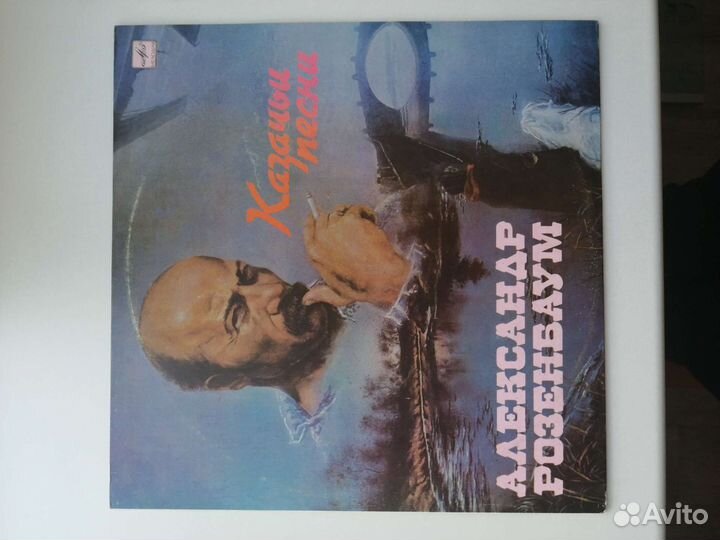 Казачьи
песни
АЛЕКСАНДР
РОЗЕНБАУМ
Avito